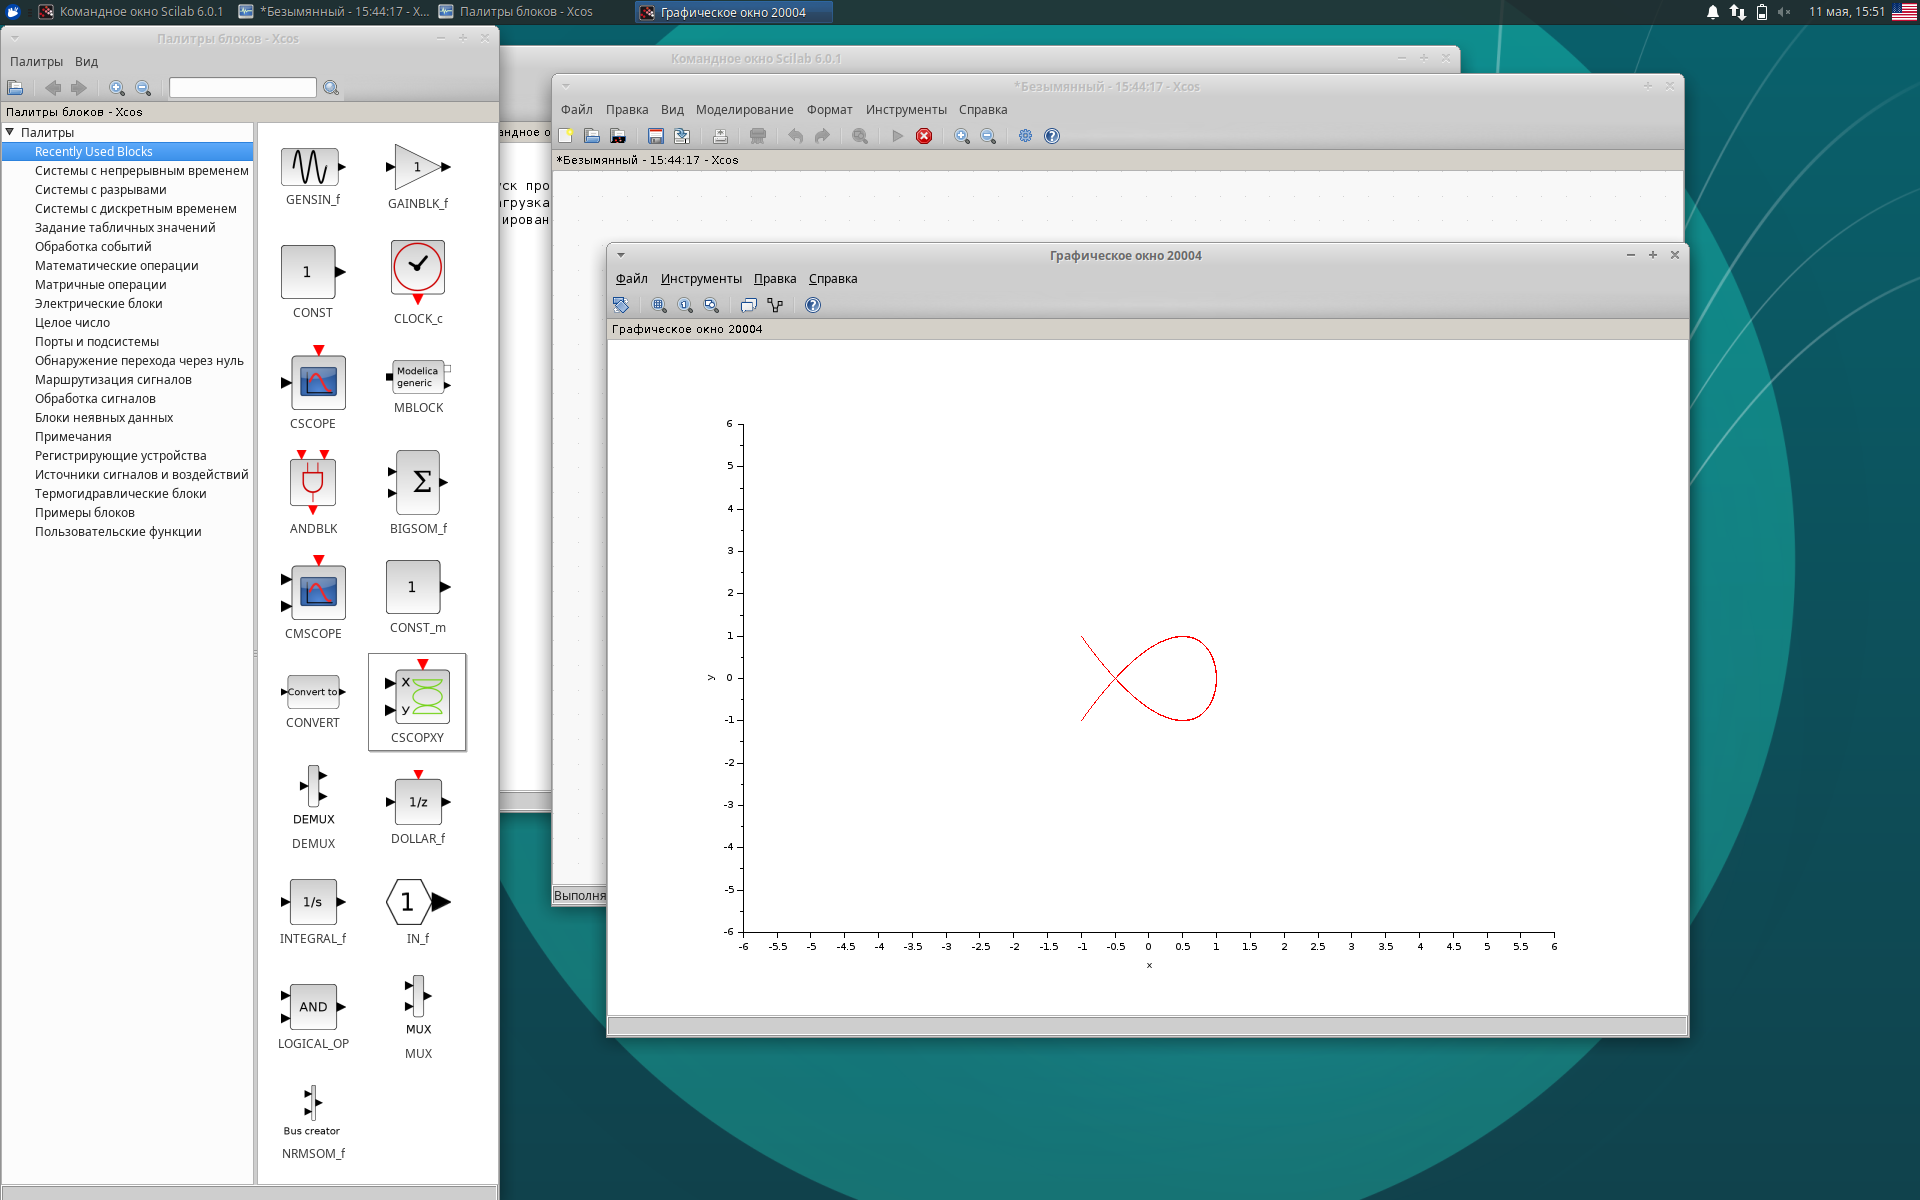 Командное окно Scilab 6.0.1
*Безымянный - 15:44:17 - X...
Палитры блоков - Xcos
Графическое окно 20004
11 мая, 15:51
Палитры блоков - Xcos
Палитры Вид
Палитры блоков - Xcos
Палитры
Recently Used Blocks
Системы с непрерывным временем
Системы с разрывами
Системы с дискретным временем
Задание табличных значений
Обработка событий
Математические операции
Матричные операции
Электрические блоки
Целое число
Порты и подсистемы
Обнаружение перехода через нуль
Маршрутизация сигналов
Обработка сигналов
Блоки неявных данных
Примечания
Регистрирующие устройства
Источники сигналов и воздействий
Термогидравлические блоки
Примеры блоков
Пользовательские функции
GENSIN_f
1
GAINBLK_f
1
CONST
CLOCK_c
CSCOPE
Modelica
generic
MBLOCK
ANDBLK
Σ
BIGSOM_f
CMSCOPE
1
CONST_m
Convert to
CONVERT
X
y
CSCOPXY
DEMUX
DEMUX
1/z
DOLLAR_f
1/s
INTEGRAL_f
1
IN_f
AND
LOGICAL_OP
MUX
MUX
Bus creator
NRMSOM_f
Командное окно Scilab 6.0.1
андное о
уск про
агрузка
ирован
*Безымянный - 15:44:17 - Xcos
Файл Правка Вид Моделирование Формат Инструменты Справка
*Безымянный - 15:44:17 - Xcos
Выполня
Графическое окно 20004
Файл Инструменты Правка Справка
Графическое окно 20004
6
5
4
3
2
1
y
0
-1
-2
-3
-4
-5
-6
-6 -5.5 -5 -4.5 -4 -3.5 -3 -2.5 -2 -1.5 -1 -0.5 0 0.5 1 1.5 2 2.5 3 3.5 4 4.5 5 5.5 6
x